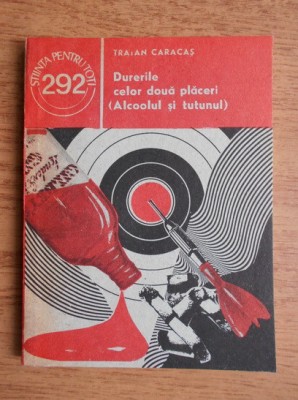 ȘTIINȚA PENTRU TOȚI
292
TRAIAN CARACAȘ
Durerile
celor două plăceri
(Alcoolul și tutunul)